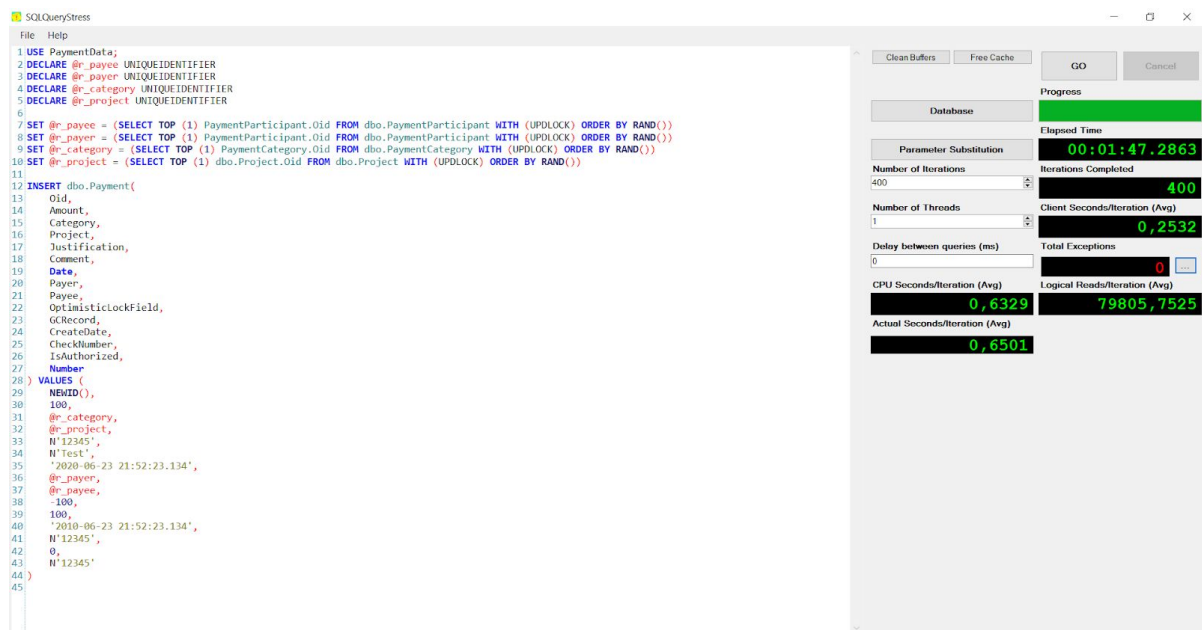 SQLQueryStress
File Help
1 USE PaymentData;
2 DECLARE @r_payee UNIQUEIDENTIFIER
3 DECLARE @r_payer UNIQUEIDENTIFIER
4 DECLARE @r_category UNIQUEIDENTIFIER
5 DECLARE @r_project UNIQUEIDENTIFIER
6
7 SET @r_payee = (SELECT TOP (1) PaymentParticipant.Oid FROM dbo.PaymentParticipant WITH (UPDLOCK) ORDER BY RAND())
8 SET @r_payer = (SELECT TOP (1) PaymentParticipant.Oid FROM dbo.PaymentParticipant WITH (UPDLOCK) ORDER BY RAND())
9 SET @r_category = (SELECT TOP (1) PaymentCategory.Oid FROM dbo.PaymentCategory WITH (UPDLOCK) ORDER BY RAND())
10 SET @r_project = (SELECT TOP (1) dbo.Project.Oid FROM dbo.Project WITH (UPDLOCK) ORDER BY RAND())
11
12 INSERT dbo.Payment(
13 Oid,
14 Amount,
15 Category,
16 Project,
17 Justification,
18 Comment,
19 Date,
20 Payer,
21 Payee,
22 OptimisticLockField,
23 GCRecord,
24 CreateDate,
25 CheckNumber,
26 IsAuthorized,
27 Number
28 ) VALUES (
29 NEWID(),
30 100,
31 @r_category,
32 @r_project,
33 N'12345',
34 N'Test',
35 '2020-06-23 21:52:23.134',
36 @r_payer,
37 @r_payee,
38 -100,
39 100,
40 '2010-06-23 21:52:23.134',
41 N'12345',
42 0,
43 N'12345'
44 )
45
Clean Buffers Free Cache
GO Cancel
Progress
Database
Elapsed Time
Parameter Substitution 00:01:47.2863
Number of Iterations Iterations Completed
400 400
Number of Threads Client Seconds/Iteration (Avg)
1 0,2532
Delay between queries (ms) Total Exceptions
0 0 ...
CPU Seconds/Iteration (Avg) Logical Reads/Iteration (Avg)
0,6329 79805,7525
Actual Seconds/Iteration (Avg)
0,6501